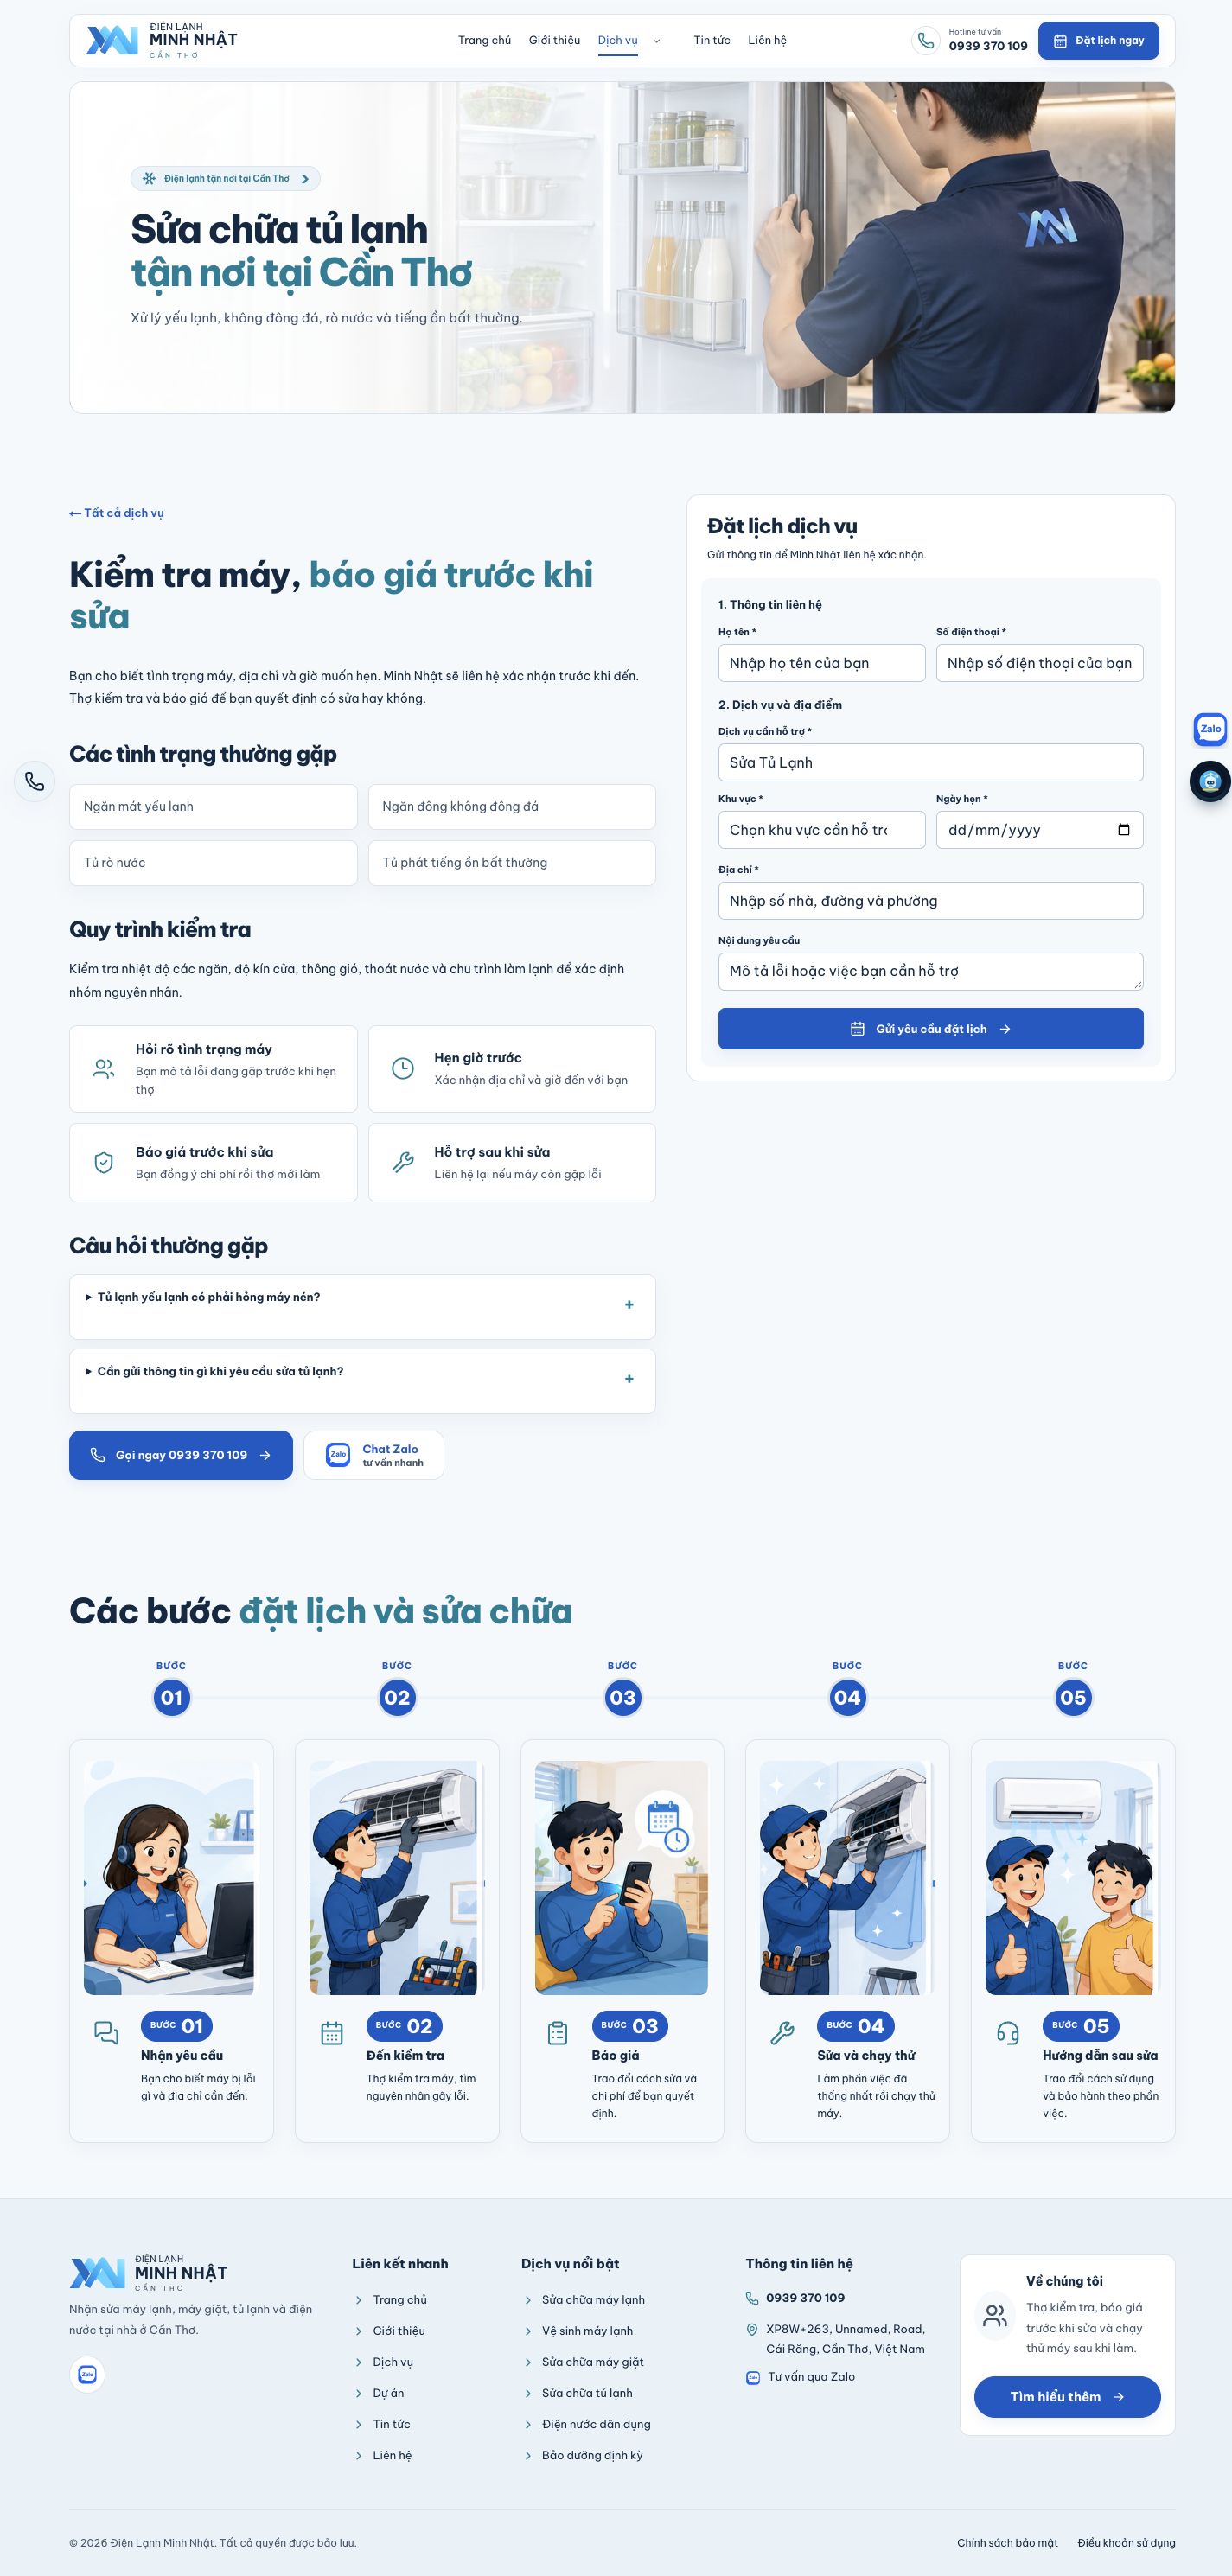 ĐIỆN LẠNH
MINH NHẬT
CẦN THƠ
Trang chủ
Giới thiệu
Dịch vụ
Tin tức
Liên hệ
Hotline tư vấn
0939 370 109
Đặt lịch ngay
Điện lạnh tận nơi tại Cần Thơ
Sửa chữa tủ lạnh
tận nơi tại Cần Thơ
Xử lý yếu lạnh, không đông đá, rò nước và tiếng ồn bất thường.
← Tất cả dịch vụ
Kiểm tra máy, báo giá trước khi
sửa
Bạn cho biết tình trạng máy, địa chỉ và giờ muốn hẹn. Minh Nhật sẽ liên hệ xác nhận trước khi đến.
Thợ kiểm tra và báo giá để bạn quyết định có sửa hay không.
Các tình trạng thường gặp
Ngăn mát yếu lạnh
Ngăn đông không đông đá
Tủ rò nước
Tủ phát tiếng ồn bất thường
Quy trình kiểm tra
Kiểm tra nhiệt độ các ngăn, độ kín cửa, thông gió, thoát nước và chu trình làm lạnh để xác định
nhóm nguyên nhân.
Hỏi rõ tình trạng máy
Bạn mô tả lỗi đang gặp trước khi hẹn
thợ
Hẹn giờ trước
Xác nhận địa chỉ và giờ đến với bạn
Báo giá trước khi sửa
Bạn đồng ý chi phí rồi thợ mới làm
Hỗ trợ sau khi sửa
Liên hệ lại nếu máy còn gặp lỗi
Câu hỏi thường gặp
Tủ lạnh yếu lạnh có phải hỏng máy nén?
+
Cần gửi thông tin gì khi yêu cầu sửa tủ lạnh?
+
Gọi ngay 0939 370 109
Zalo
Chat Zalo
tư vấn nhanh
Đặt lịch dịch vụ
Gửi thông tin để Minh Nhật liên hệ xác nhận.
1. Thông tin liên hệ
Họ tên *
Số điện thoại *
Nhập họ tên của bạn
Nhập số điện thoại của bạn
2. Dịch vụ và địa điểm
Dịch vụ cần hỗ trợ *
Sửa Tủ Lạnh
Khu vực *
Ngày hẹn *
Chọn khu vực cần hỗ trợ
dd/mm/yyyy
Địa chỉ *
Nhập số nhà, đường và phường
Nội dung yêu cầu
Mô tả lỗi hoặc việc bạn cần hỗ trợ
Gửi yêu cầu đặt lịch
Zalo
Các bước đặt lịch và sửa chữa
BƯỚC
01
BƯỚC
02
BƯỚC
03
BƯỚC
04
BƯỚC
05
BƯỚC 01
Nhận yêu cầu
Bạn cho biết máy bị lỗi
gì và địa chỉ cần đến.
BƯỚC 02
Đến kiểm tra
Thợ kiểm tra máy, tìm
nguyên nhân gây lỗi.
BƯỚC 03
Báo giá
Trao đổi cách sửa và
chi phí để bạn quyết
định.
BƯỚC 04
Sửa và chạy thử
Làm phần việc đã
thống nhất rồi chạy thử
máy.
BƯỚC 05
Hướng dẫn sau sửa
Trao đổi cách sử dụng
và bảo hành theo phần
việc.
ĐIỆN LẠNH
MINH NHẬT
CẦN THƠ
Nhận sửa máy lạnh, máy giặt, tủ lạnh và điện
nước tại nhà ở Cần Thơ.
Zalo
Liên kết nhanh
Trang chủ
Giới thiệu
Dịch vụ
Dự án
Tin tức
Liên hệ
Dịch vụ nổi bật
Sửa chữa máy lạnh
Vệ sinh máy lạnh
Sửa chữa máy giặt
Sửa chữa tủ lạnh
Điện nước dân dụng
Bảo dưỡng định kỳ
Thông tin liên hệ
0939 370 109
XP8W+263, Unnamed, Road,
Cái Răng, Cần Thơ, Việt Nam
Tư vấn qua Zalo
Về chúng tôi
Thợ kiểm tra, báo giá
trước khi sửa và chạy
thử máy sau khi làm.
Tìm hiểu thêm
© 2026 Điện Lạnh Minh Nhật. Tất cả quyền được bảo lưu.
Chính sách bảo mật
Điều khoản sử dụng